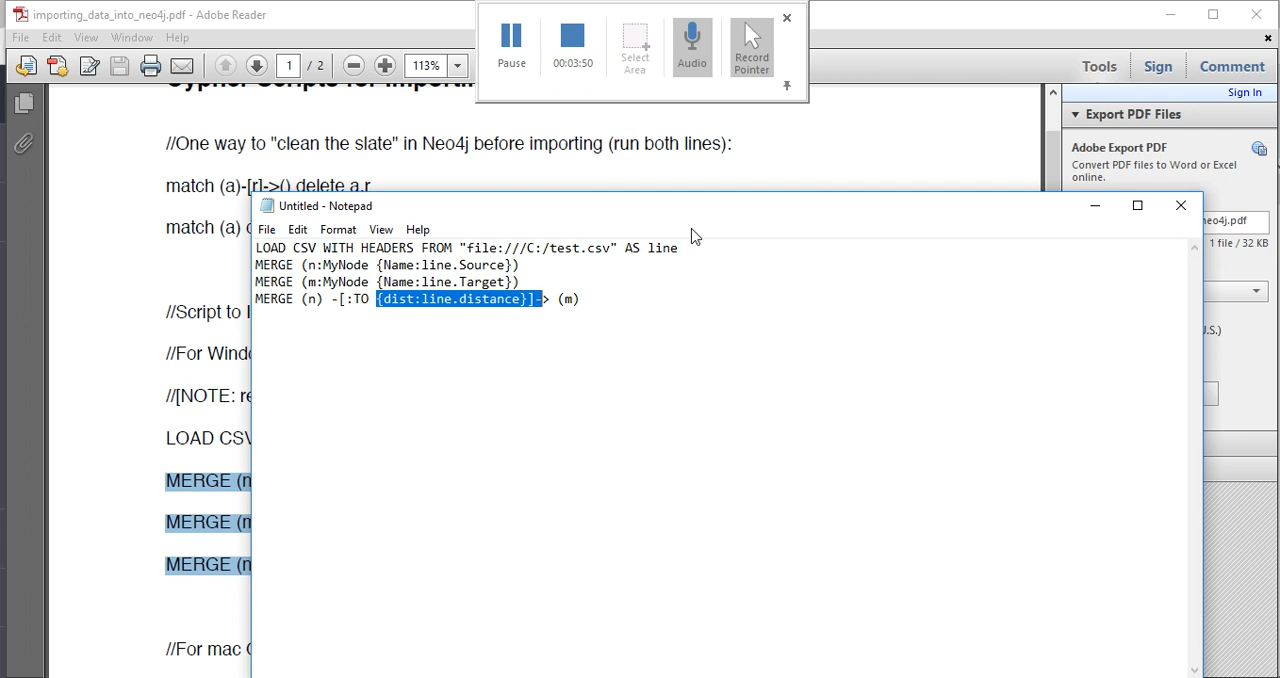 importing_data_into_neo4j.pdf - Adobe Reader
File Edit View Window Help
Pause
00:03:50
Select Area
Audio
Record Pointer
1 / 2
113%
Tools Sign Comment
Sign In
Export PDF Files
Adobe Export PDF
Convert PDF files to Word or Excel
online.
neo4j.pdf
1 file / 32 KB
//One way to "clean the slate" in Neo4j before importing (run both lines):
match (a)-[r]->() delete a,r
match (a)
//Script to
//For Wind
//[NOTE: re
LOAD CSV
MERGE (n
MERGE (m
MERGE (n
//For mac
Untitled - Notepad
File Edit Format View Help
LOAD CSV WITH HEADERS FROM "file:///C:/test.csv" AS line
MERGE (n:MyNode {Name:line.Source})
MERGE (m:MyNode {Name:line.Target})
MERGE (n) -[:TO {dist:line.distance}]-> (m)